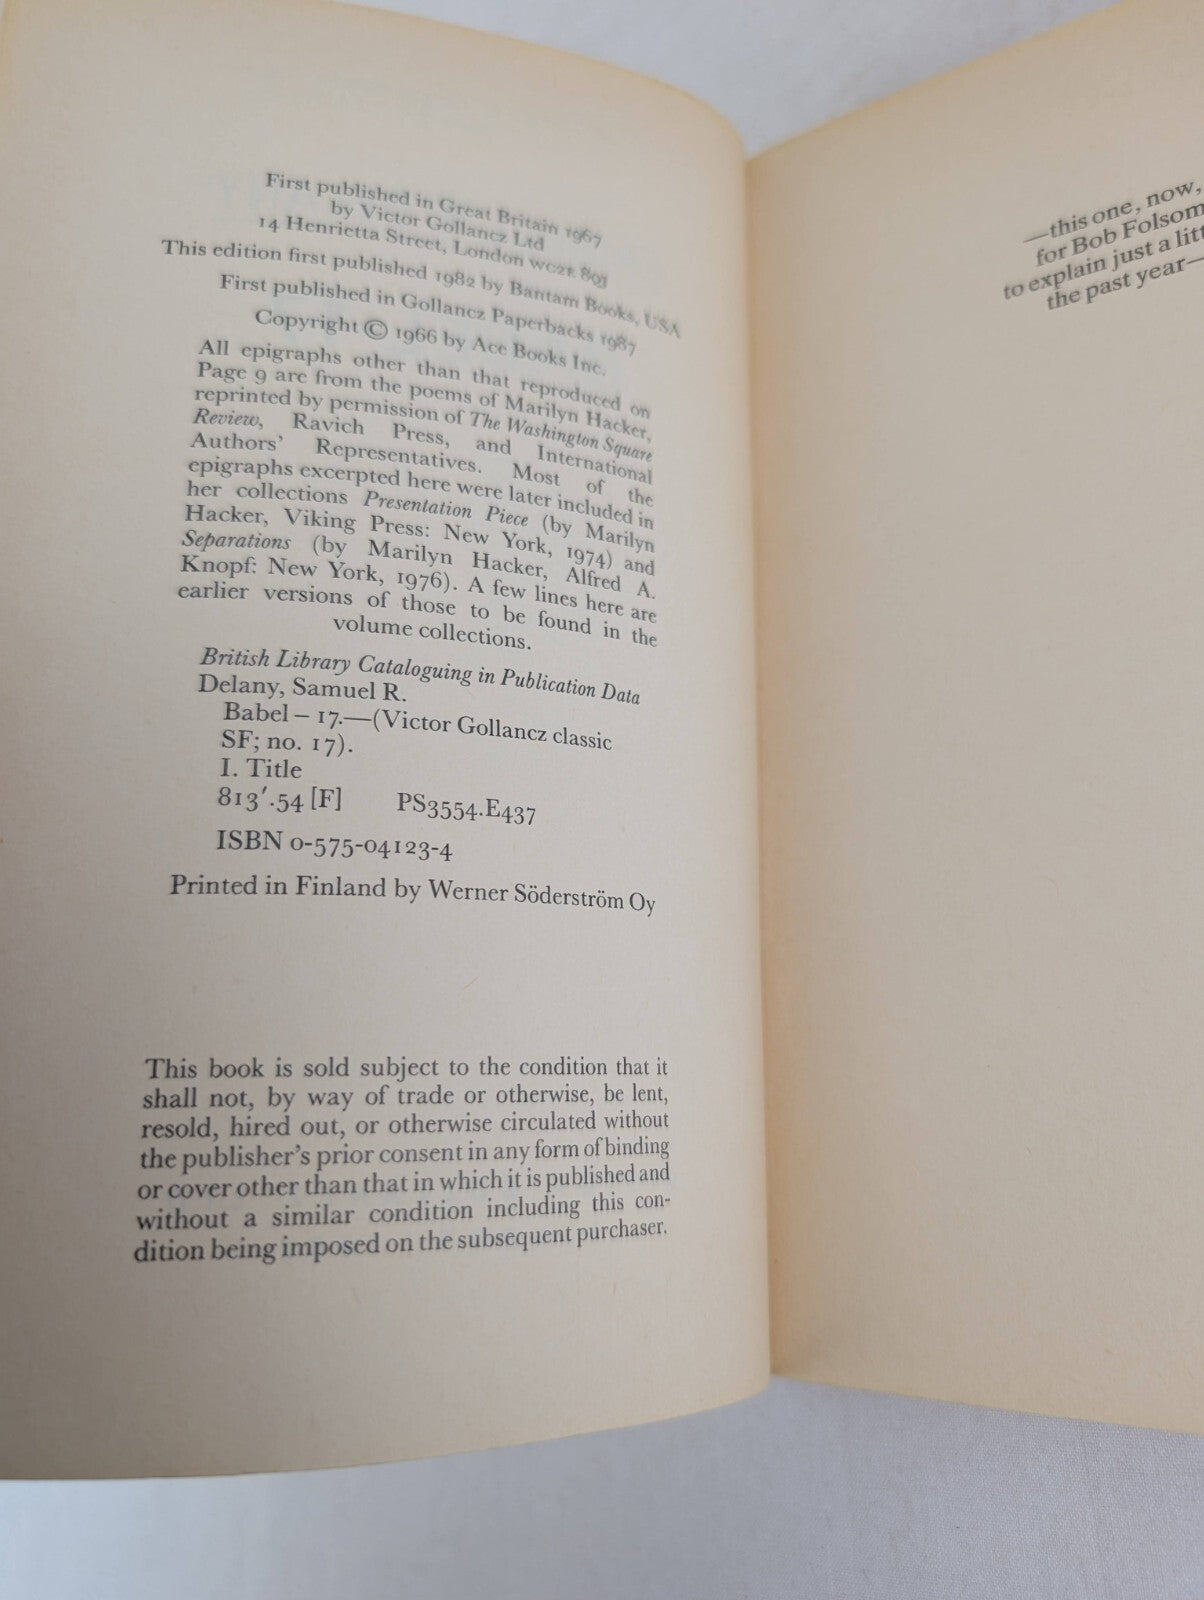 First published in Great Britain 1967
by Victor Gollancz Ltd
14 Henrietta Street, London WC2E 8QJ
This edition first published 1982 by Bantam Books, USA
First published in Gollancz Paperbacks 1987
Copyright © 1966 by Ace Books Inc.
All epigraphs other than that reproduced on
Page 9 are from the poems of Marilyn Hacker,
reprinted by permission of The Washington Square
Review, Ravich Press, and International
Authors' Representatives. Most of the
epigraphs excerpted here were later included in
her collections Presentation Piece (by Marilyn
Hacker, Viking Press: New York, 1974) and
Separations (by Marilyn Hacker, Alfred A.
Knopf: New York, 1976). A few lines here are
earlier versions of those to be found in the
volume collections.
British Library Cataloguing in Publication Data
Delany, Samuel R.
Babel – 17.—(Victor Gollancz classic
SF; no. 17).
I. Title
813'.54 [F] PS3554.E437
ISBN 0-575-04123-4
Printed in Finland by Werner Söderström Oy
This book is sold subject to the condition that it
shall not, by way of trade or otherwise, be lent,
resold, hired out, or otherwise circulated without
the publisher's prior consent in any form of binding
or cover other than that in which it is published and
without a similar condition including this con-
dition being imposed on the subsequent purchaser.
—this one, now,
for Bob Folsom
to explain just a litt
the past year—